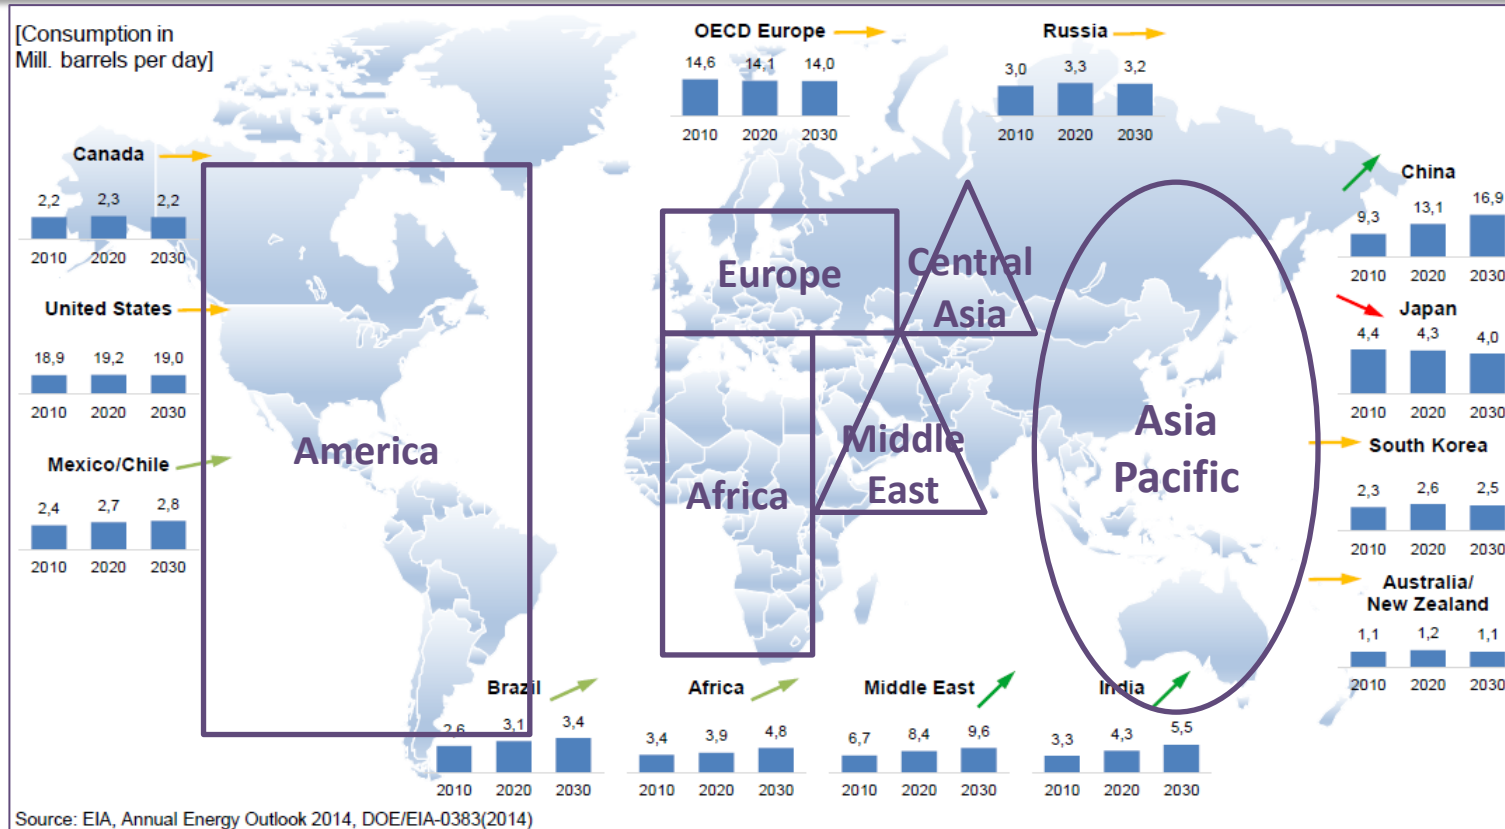 [Consumption in
Mill. barrels per day]
OECD Europe
14,6 14,1 14,0
2010 2020 2030
Russia
3,0 3,3 3,2
2010 2020 2030
Canada
2,2 2,3 2,2
2010 2020 2030
United States
18,9 19,2 19,0
2010 2020 2030
Mexico/Chile
2,4 2,7 2,8
2010 2020 2030
America
Europe
Central
Asia
Africa
Middle
East
Asia
Pacific
China
9,3 13,1 16,9
2010 2020 2030
Japan
4,4 4,3 4,0
2010 2020 2030
South Korea
2,3 2,6 2,5
2010 2020 2030
Australia/
New Zealand
1,1 1,2 1,1
2010 2020 2030
Brazil
2,6 3,1 3,4
2010 2020 2030
Africa
3,4 3,9 4,8
2010 2020 2030
Middle East
6,7 8,4 9,6
2010 2020 2030
India
3,3 4,3 5,5
2010 2020 2030
Source: EIA, Annual Energy Outlook 2014, DOE/EIA-0383(2014)